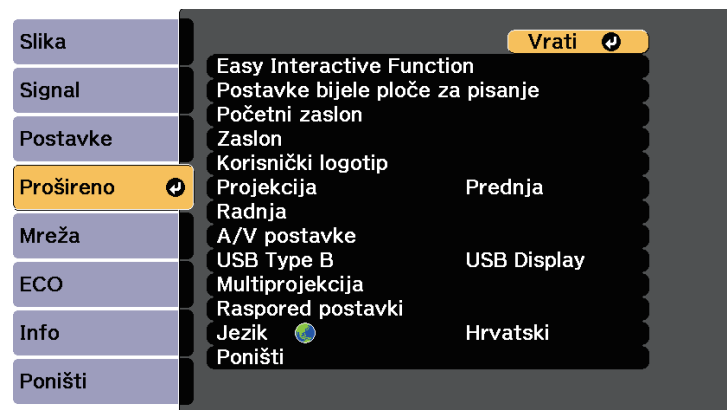 Slika
Signal
Postavke
Prošireno
Mreža
ECO
Info
Poništi
Vrati
Easy Interactive Function
Postavke bijele ploče za pisanje
Početni zaslon
Zaslon
Korisnički logotip
Projekcija Prednja
Radnja
A/V postavke
USB Type B USB Display
Multiprojekcija
Raspored postavki
Jezik Hrvatski
Poništi